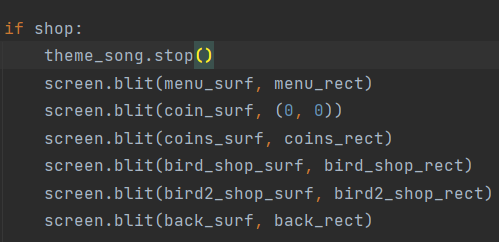 if shop:
    theme_song.stop()
    screen.blit(menu_surf, menu_rect)
    screen.blit(coin_surf, (0, 0))
    screen.blit(coins_surf, coins_rect)
    screen.blit(bird_shop_surf, bird_shop_rect)
    screen.blit(bird2_shop_surf, bird2_shop_rect)
    screen.blit(back_surf, back_rect)